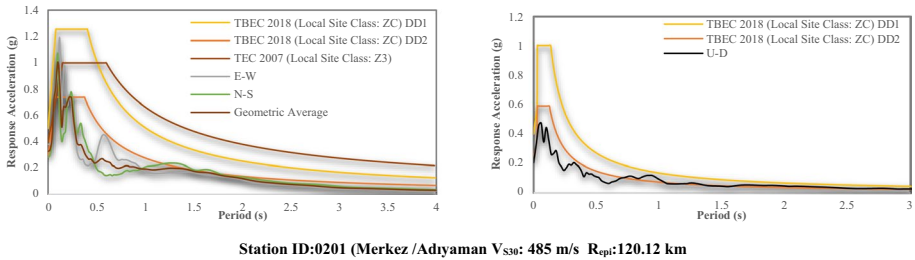 1.4
1.2
1
0.8
0.6
0.4
0.2
0
Response Acceleration (g)
TBEC 2018 (Local Site Class: ZC) DD1
TBEC 2018 (Local Site Class: ZC) DD2
TEC 2007 (Local Site Class: Z3)
E-W
N-S
Geometric Average
0 0.5 1 1.5 2 2.5 3 3.5 4
Period (s)
1.2
1
0.8
0.6
0.4
0.2
0
Response Acceleration (g)
TBEC 2018 (Local Site Class: ZC) DD1
TBEC 2018 (Local Site Class: ZC) DD2
U-D
0 0.5 1 1.5 2 2.5 3
Period (s)
Station ID:0201 (Merkez /Adıyaman VS30: 485 m/s Repi:120.12 km